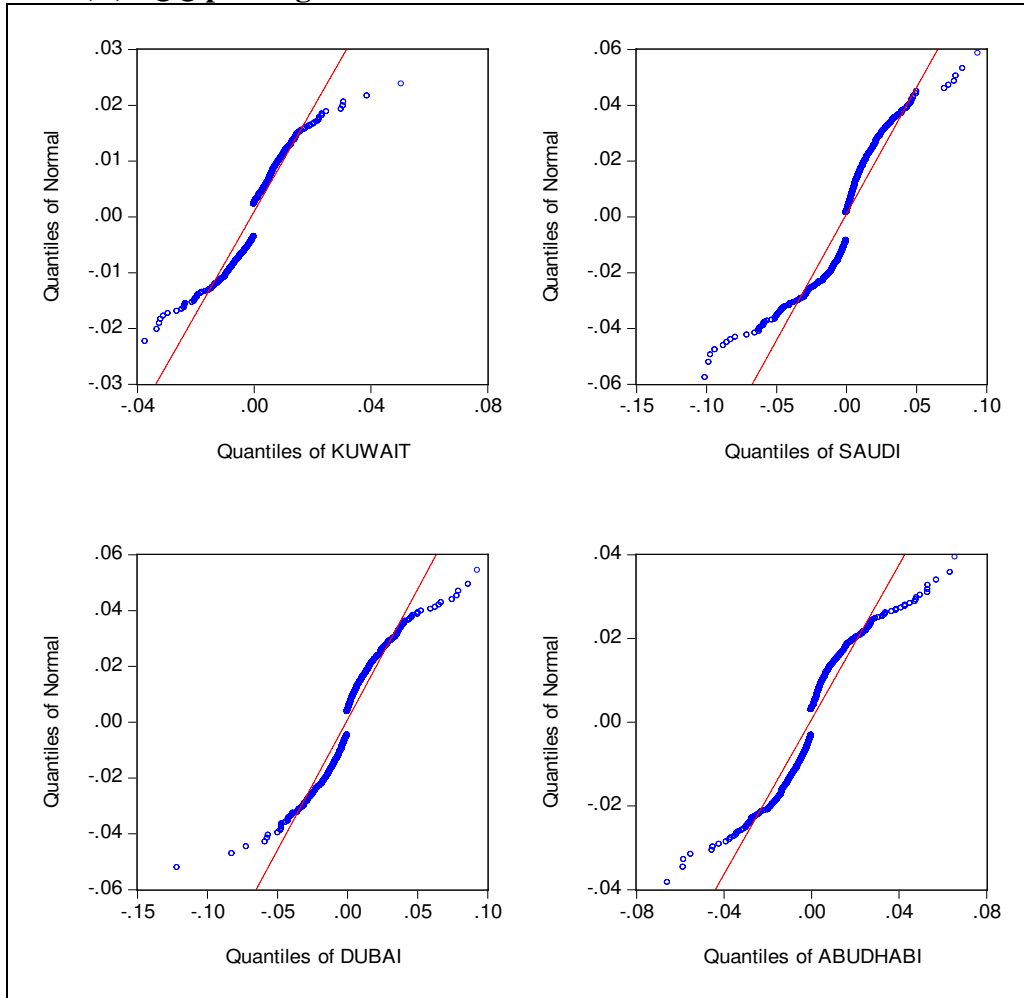 .03
.02
.01
.00
-.01
-.02
-.03
-.04 .00 .04 .08
Quantiles of Normal
Quantiles of KUWAIT
.06
.04
.02
.00
-.02
-.04
-.06
-.15 -.10 -.05 .00 .05 .10
Quantiles of Normal
Quantiles of SAUDI
.06
.04
.02
.00
-.02
-.04
-.06
-.15 -.10 -.05 .00 .05 .10
Quantiles of Normal
Quantiles of DUBAI
.04
.02
.00
-.02
-.04
-.08 -.04 .00 .04 .08
Quantiles of Normal
Quantiles of ABUDHABI